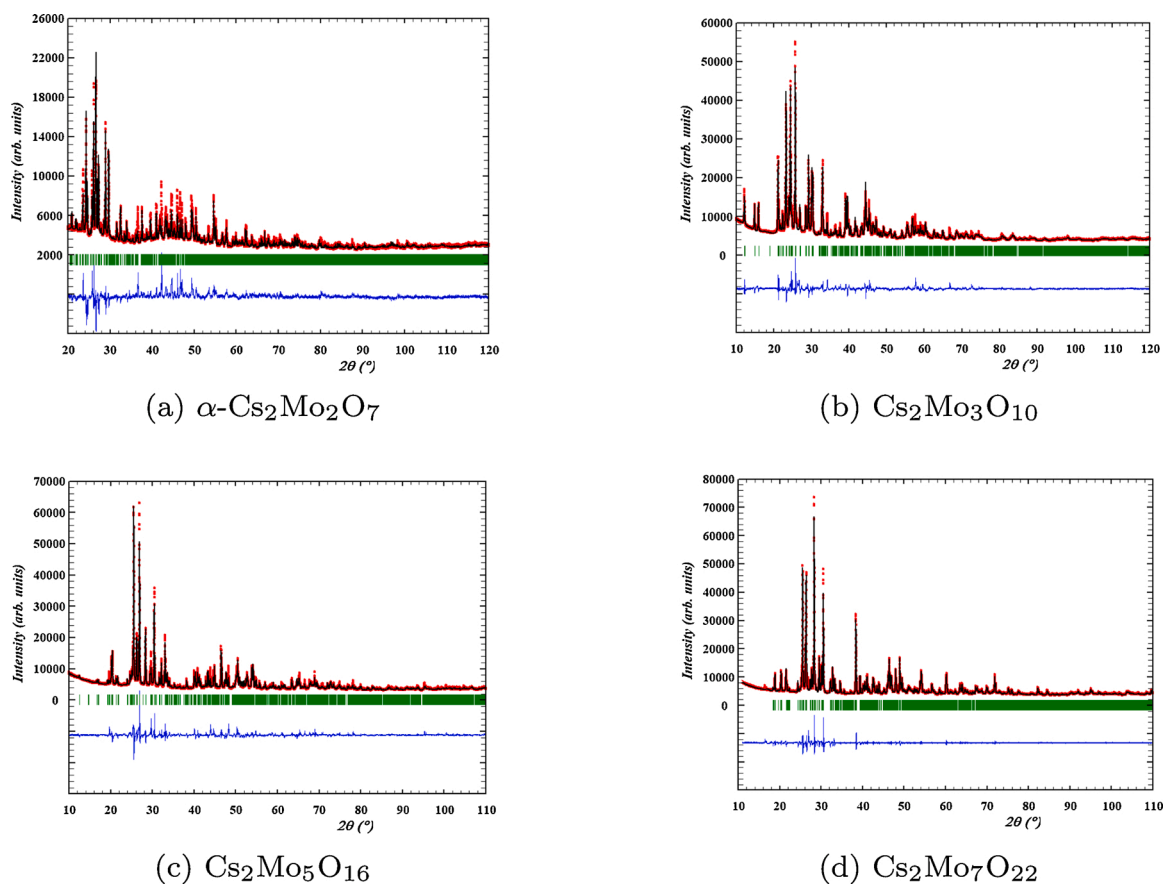 26000
22000
18000
14000
10000
6000
2000
Intensity (arb. units)
20 30 40 50 60 70 80 90 100 110 120
2θ (°)
(a) α-Cs₂Mo₂O₇
60000
50000
40000
30000
20000
10000
0
Intensity (arb. units)
10 20 30 40 50 60 70 80 90 100 110 120
2θ (°)
(b) Cs₂Mo₃O₁₀
70000
60000
50000
40000
30000
20000
10000
0
Intensity (arb. units)
10 20 30 40 50 60 70 80 90 100 110
2θ (°)
(c) Cs₂Mo₅O₁₆
80000
70000
60000
50000
40000
30000
20000
10000
0
Intensity (arb. units)
10 20 30 40 50 60 70 80 90 100 110
2θ (°)
(d) Cs₂Mo₇O₂₂